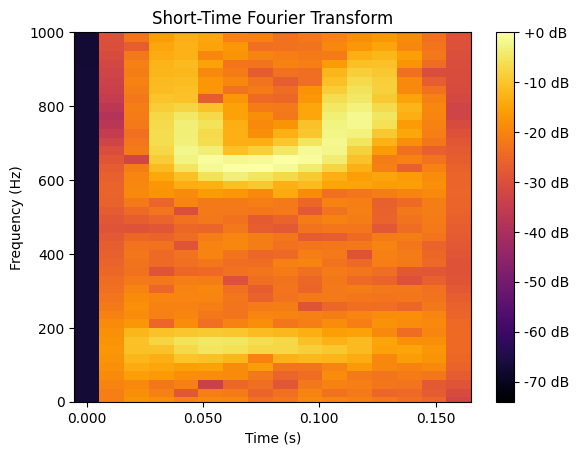 Short-Time Fourier Transform
1000
800
600
400
200
0
Frequency (Hz)
0.000
0.050
0.100
0.150
Time (s)
+0 dB
-10 dB
-20 dB
-30 dB
-40 dB
-50 dB
-60 dB
-70 dB